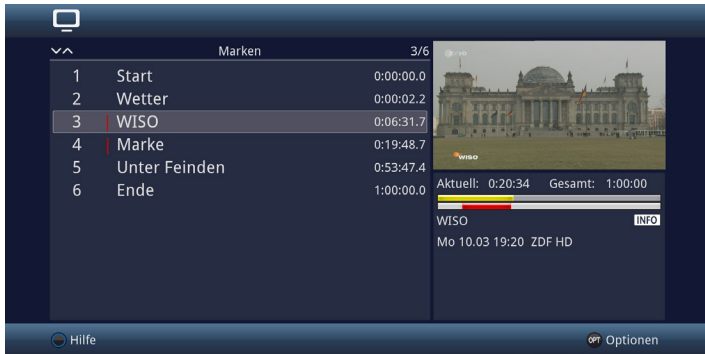 Marken 3/6
1 Start 0:00:00.0
2 Wetter 0:00:02.2
3 WISO 0:06:31.7
4 Marke 0:19:48.7
5 Unter Feinden 0:53:47.4
6 Ende 1:00:00.0
WISO
Aktuell: 0:20:34 Gesamt: 1:00:00
WISO INFO
Mo 10.03 19:20 ZDF HD
Hilfe
OPT Optionen